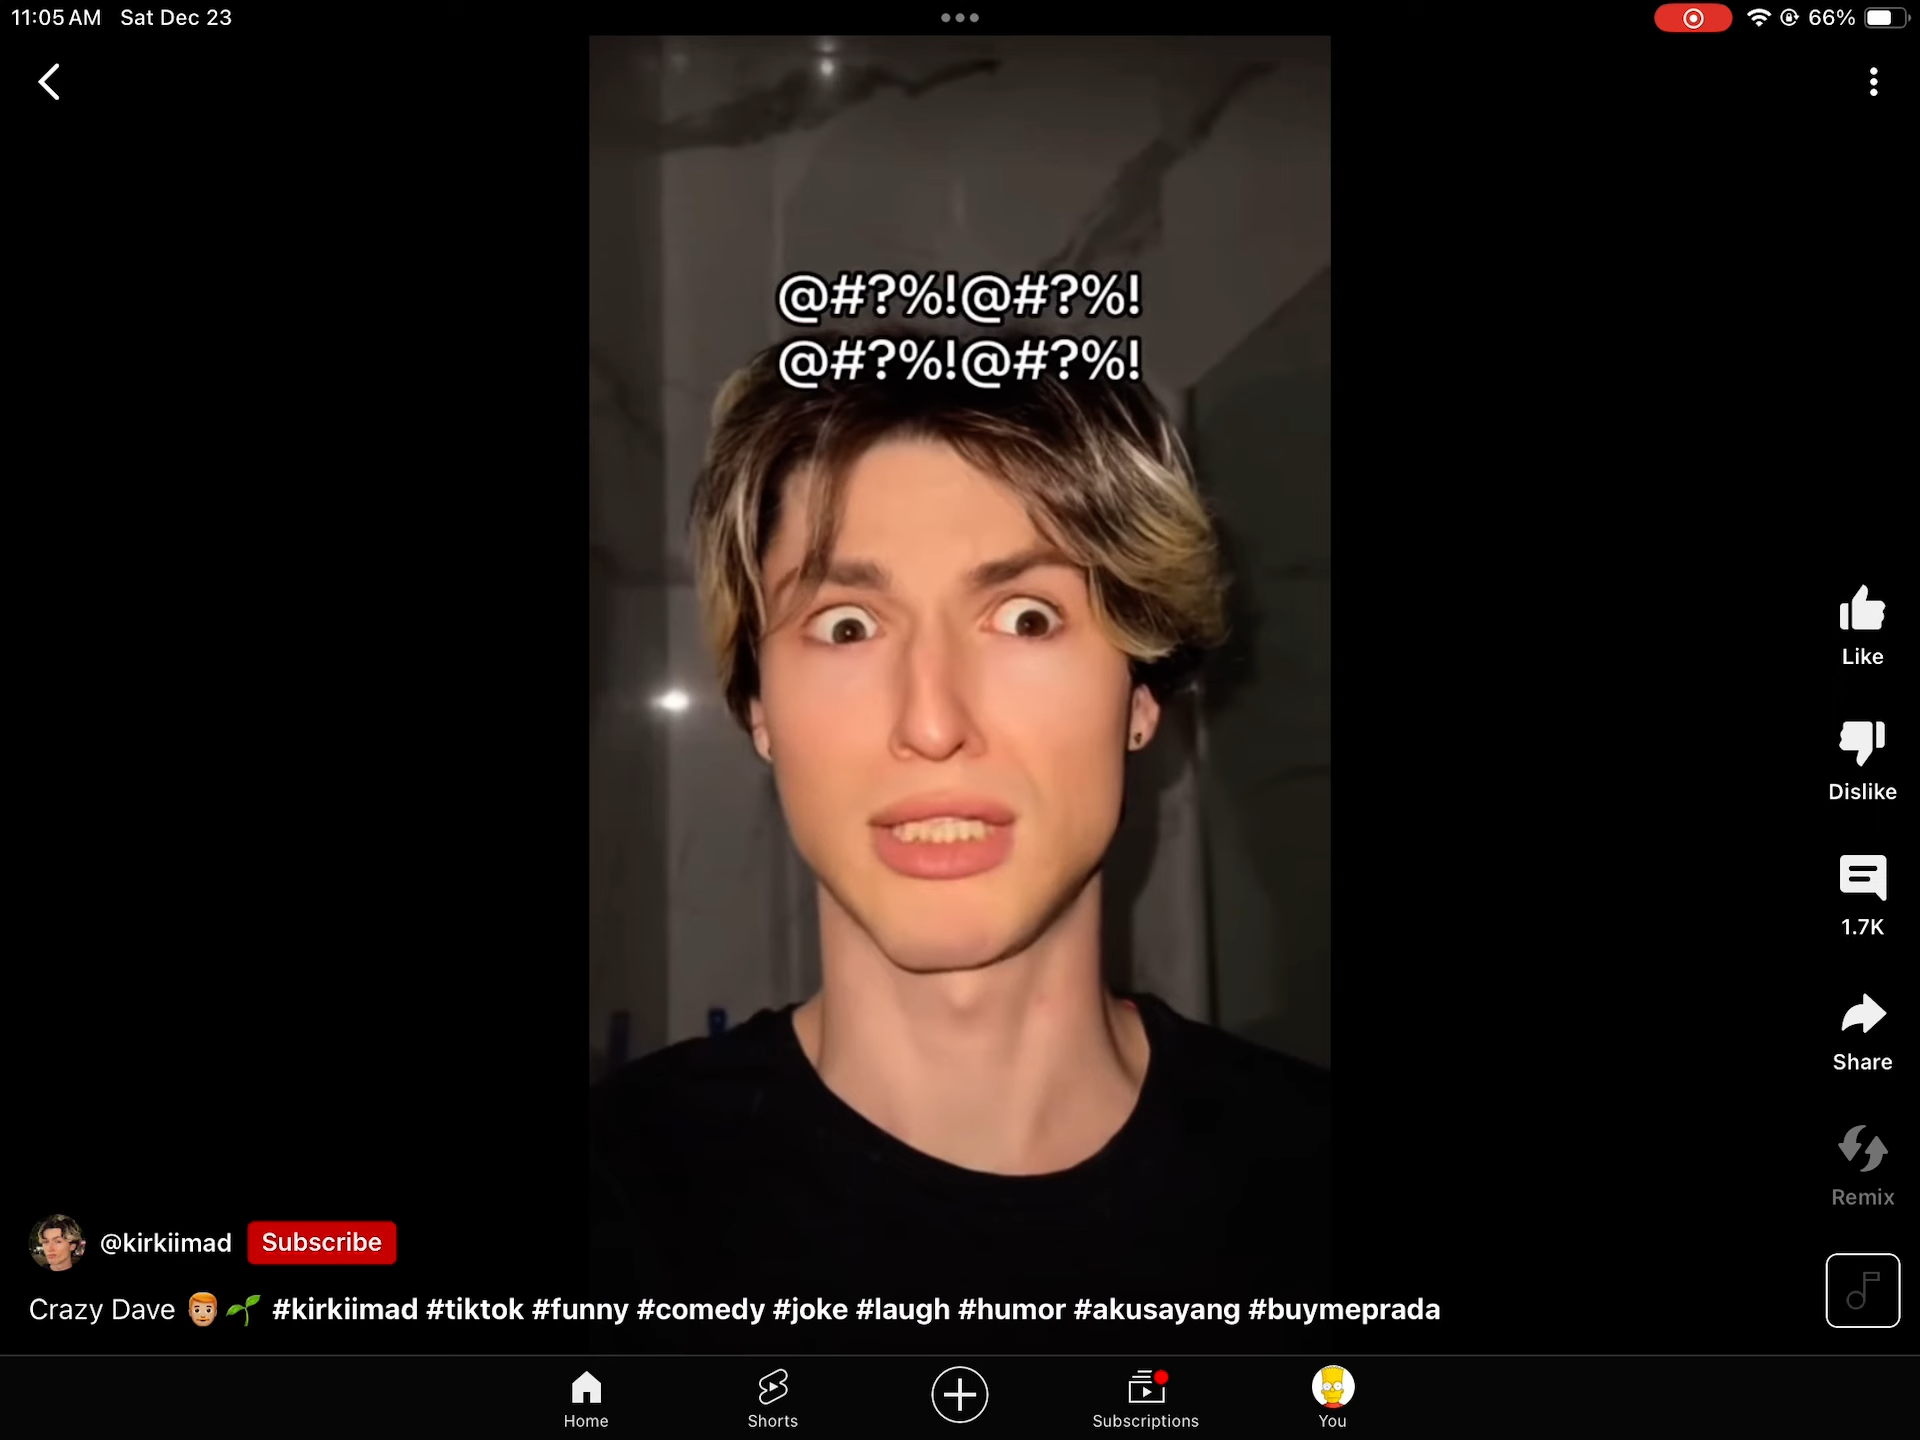 11:05 AM Sat Dec 23
66%
@#?%!@#?%!
@#?%!@#?%!
Like
Dislike
1.7K
Share
Remix
@kirkiimad Subscribe
Crazy Dave 👨🏼‍🦰🌱 #kirkiimad #tiktok #funny #comedy #joke #laugh #humor #akusayang #buymeprada
Home Shorts Subscriptions You